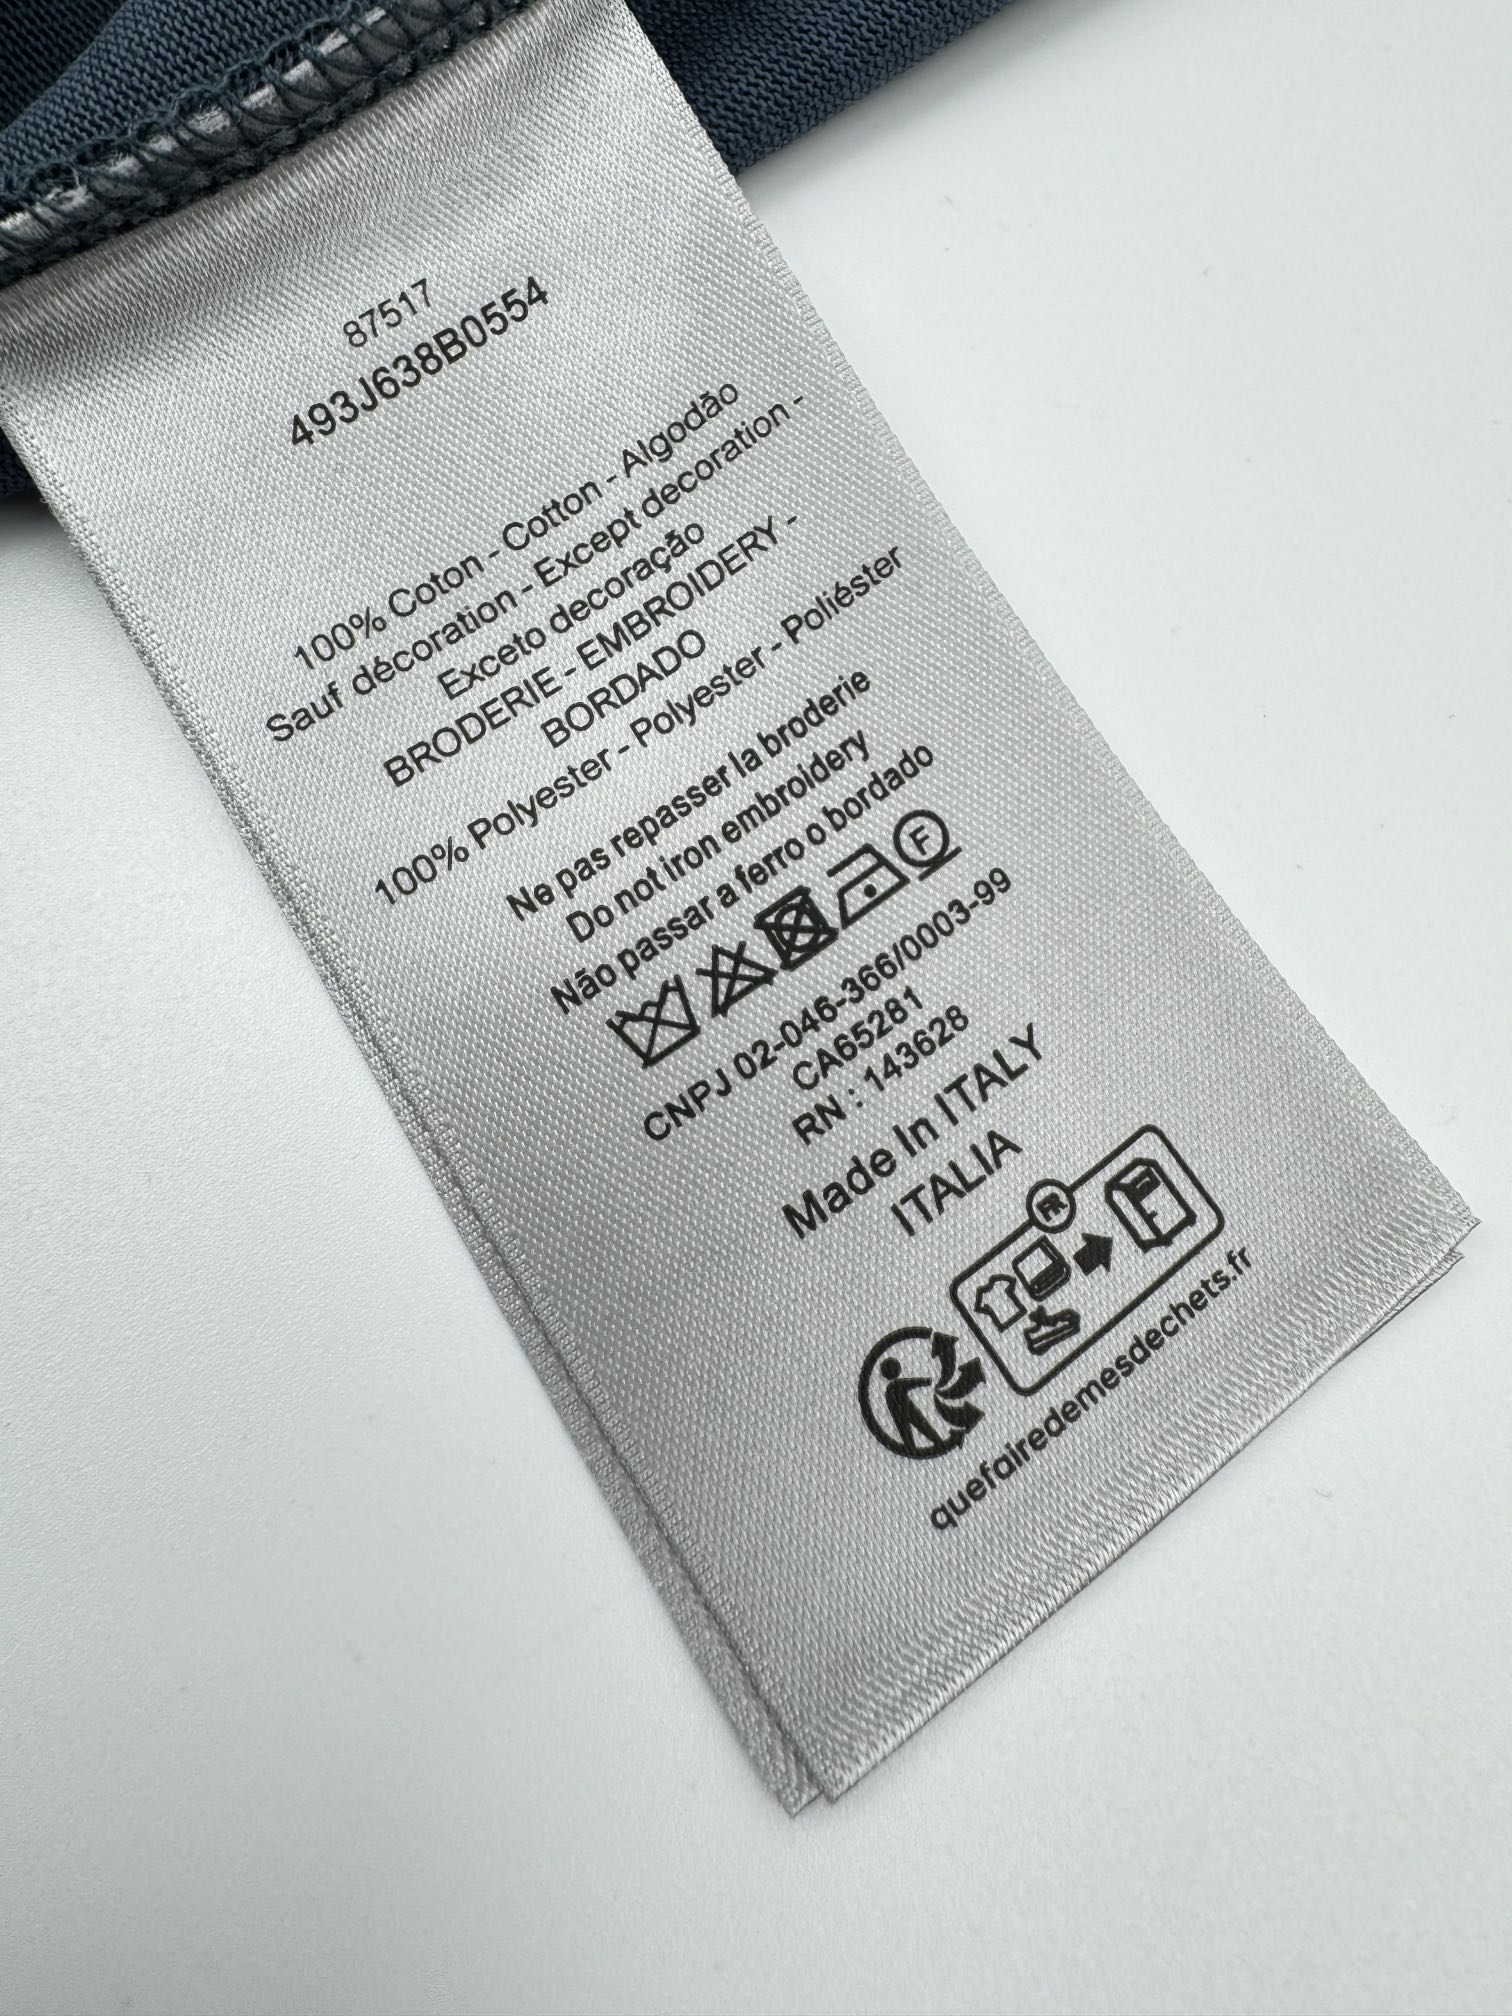 87517
493J638B0554
100% Coton - Cotton - Algodão
Sauf décoration - Except decoration -
Exceto decoração
BRODERIE - EMBROIDERY -
BORDADO
100% Polyester - Polyester - Poliéster
Ne pas repasser la broderie
Do not iron embroidery
Não passar a ferro o bordado
F
CNPJ 02-046-366/0003-99
CA65281
RN : 143628
Made In ITALY
ITALIA
FR
quefairedemesdechets.fr